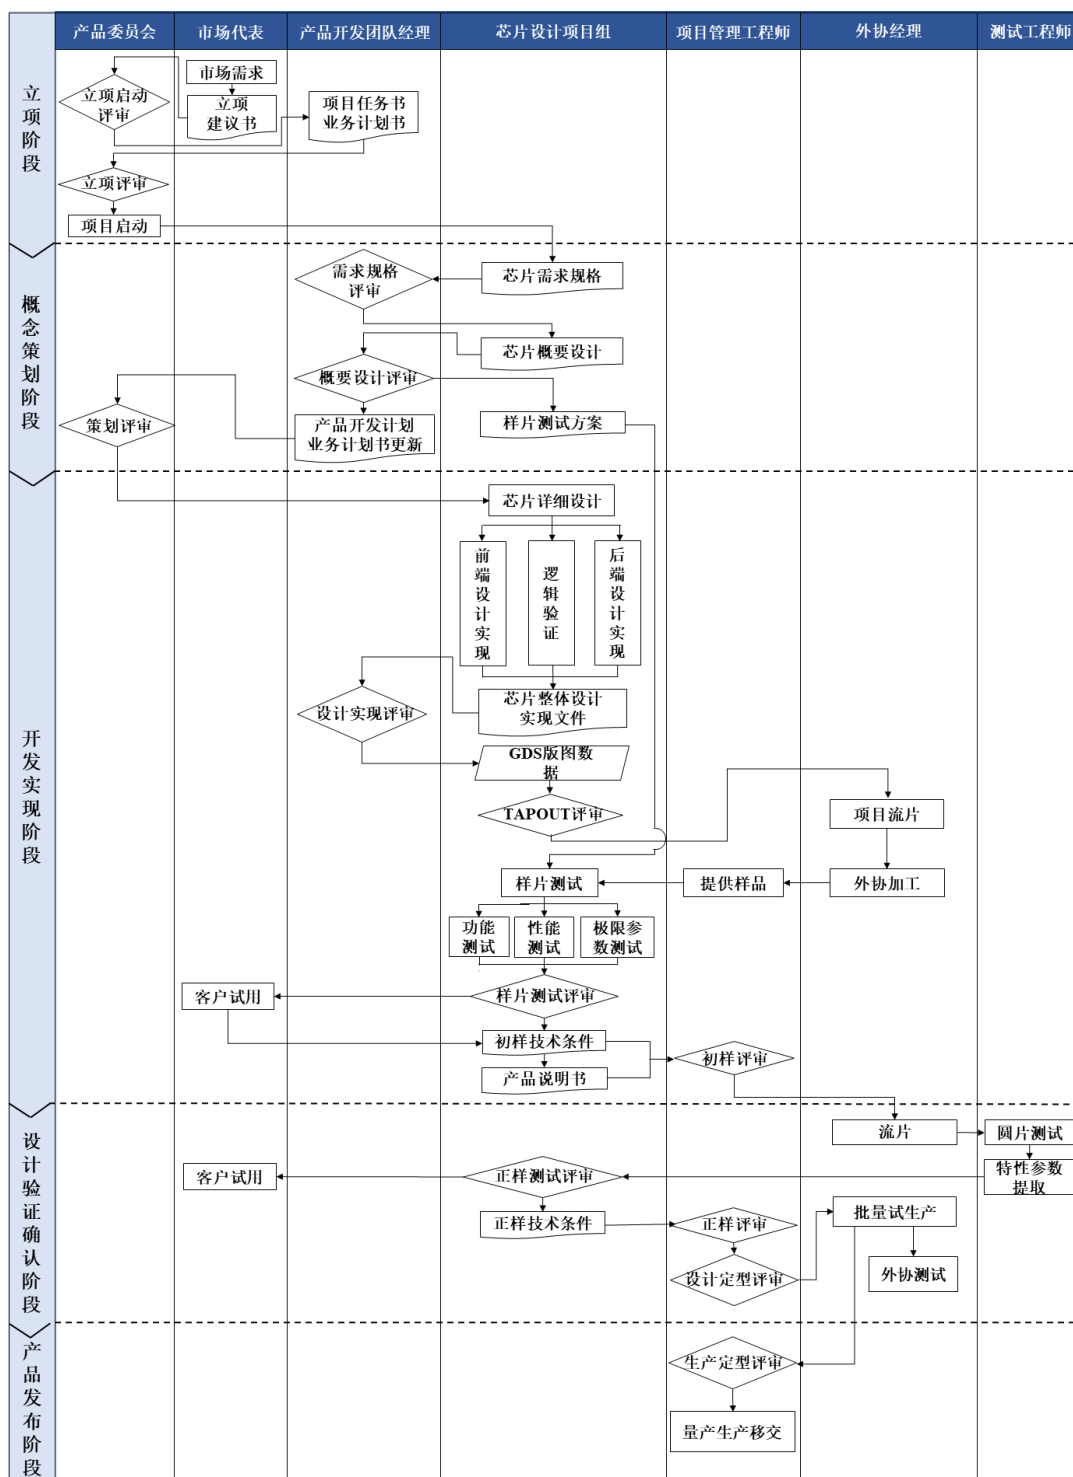 产品委员会
市场代表
产品开发团队经理
芯片设计项目组
项目管理工程师
外协经理
测试工程师
立项阶段
市场需求
立项启动
评审
立项
建议书
项目任务书
业务计划书
立项评审
项目启动
概念策划阶段
需求规格
评审
芯片需求规格
芯片概要设计
概要设计评审
策划评审
产品开发计划
业务计划书更新
样片测试方案
开发实现阶段
芯片详细设计
前端设计实现
逻辑验证
后端设计实现
设计实现评审
芯片整体设计
实现文件
GDS版图数
据
TAPOUT评审
项目流片
样片测试
提供样品
外协加工
功能
测试
性能
测试
极限参
数测试
客户试用
样片测试评审
初样技术条件
初样评审
产品说明书
设计验证确认阶段
流片
圆片测试
客户试用
正样测试评审
特性参数
提取
正样技术条件
正样评审
批量试生产
设计定型评审
外协测试
产品发布阶段
生产定型评审
量产生产移交